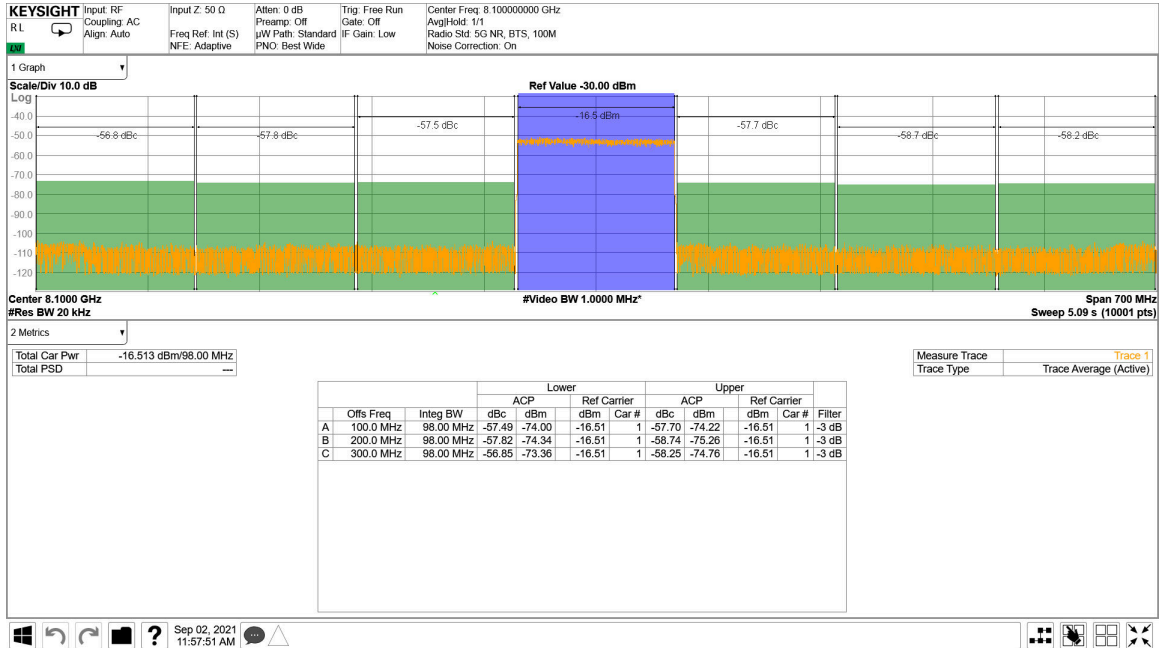 KEYSIGHT Input: RF Input Z: 50 Ω Atten: 0 dB Trig: Free Run Center Freq: 8.100000000 GHz
R L Coupling: AC Preamp: Off Gate: Off Avg|Hold: 1/1
Align: Auto Freq Ref: Int (S) µW Path: Standard IF Gain: Low Radio Std: 5G NR, BTS, 100M
LXI NFE: Adaptive PNO: Best Wide Noise Correction: On
1 Graph
Scale/Div 10.0 dB Ref Value -30.00 dBm
Log
-40.0 -16.5 dBm
-57.5 dBc -57.7 dBc
-50.0 -56.8 dBc -57.8 dBc -58.7 dBc -58.2 dBc
-60.0
-70.0
-80.0
-90.0
-100
-110
-120
Center 8.1000 GHz #Video BW 1.0000 MHz* Span 700 MHz
#Res BW 20 kHz Sweep 5.09 s (10001 pts)
2 Metrics
Total Car Pwr -16.513 dBm/98.00 MHz Measure Trace Trace 1
Total PSD --- Trace Type Trace Average (Active)
Lower Upper
ACP Ref Carrier ACP Ref Carrier
Offs Freq Integ BW dBc dBm dBm Car # dBc dBm dBm Car # Filter
A 100.0 MHz 98.00 MHz -57.49 -74.00 -16.51 1 -57.70 -74.22 -16.51 1 -3 dB
B 200.0 MHz 98.00 MHz -57.82 -74.34 -16.51 1 -58.74 -75.26 -16.51 1 -3 dB
C 300.0 MHz 98.00 MHz -56.85 -73.36 -16.51 1 -58.25 -74.76 -16.51 1 -3 dB
? Sep 02, 2021
11:57:51 AM